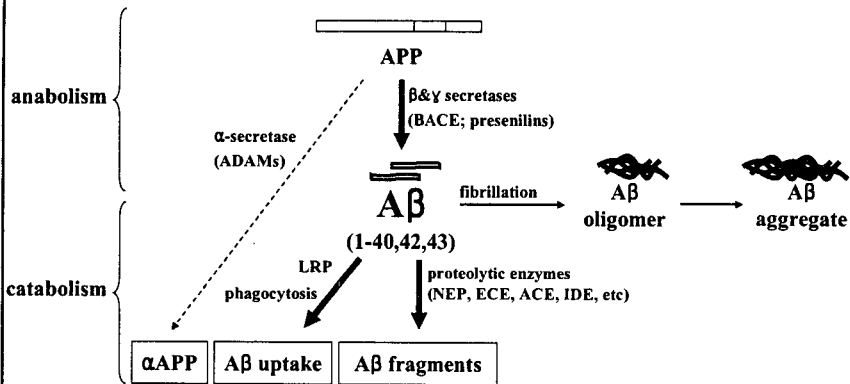 APP
anabolism
β&γ secretases
(BACE; presenilins)
α-secretase
(ADAMs)
Aβ
fibrillation
Aβ
oligomer
Aβ
aggregate
(1-40,42,43)
LRP
phagocytosis
proteolytic enzymes
(NEP, ECE, ACE, IDE, etc)
catabolism
αAPP
Aβ uptake
Aβ fragments